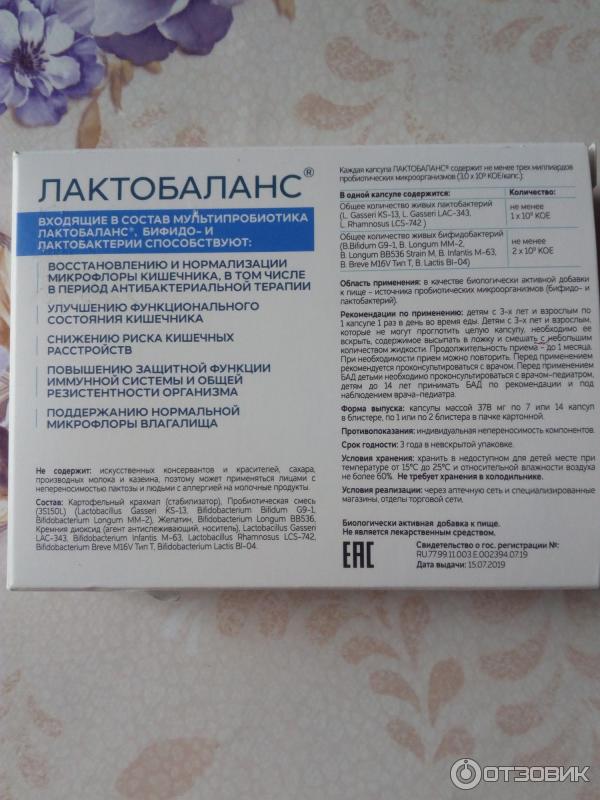 ЛАКТОБАЛАНС®
ВХОДЯЩИЕ В СОСТАВ МУЛЬТИПРОБИОТИКА
ЛАКТОБАЛАНС®, БИФИДО- И
ЛАКТОБАКТЕРИИ СПОСОБСТВУЮТ:
ВОССТАНОВЛЕНИЮ И НОРМАЛИЗАЦИИ
МИКРОФЛОРЫ КИШЕЧНИКА, В ТОМ ЧИСЛЕ
В ПЕРИОД АНТИБАКТЕРИАЛЬНОЙ ТЕРАПИИ
УЛУЧШЕНИЮ ФУНКЦИОНАЛЬНОГО
СОСТОЯНИЯ КИШЕЧНИКА
СНИЖЕНИЮ РИСКА КИШЕЧНЫХ
РАССТРОЙСТВ
ПОВЫШЕНИЮ ЗАЩИТНОЙ ФУНКЦИИ
ИММУННОЙ СИСТЕМЫ И ОБЩЕЙ
РЕЗИСТЕНТНОСТИ ОРГАНИЗМА
ПОДДЕРЖАНИЮ НОРМАЛЬНОЙ
МИКРОФЛОРЫ ВЛАГАЛИЩА
Не содержит: искусственных консервантов и красителей, сахара,
производных молока и казеина, поэтому может применяться лицами с
непереносимостью лактозы и людьми с аллергией на молочные продукты.
Состав: Картофельный крахмал (стабилизатор), Пробиотическая смесь
(3S150L) (Lactobacillus Gasseri KS-13, Bifidobacterium Bifidum G9-1,
Bifidobacterium Longum MM-2), Желатин, Bifidobacterium Longum BB536,
Кремния диоксид (агент антислеживающий, носитель), Lactobacillus Gasseri
LAC-343, Bifidobacterium Infantis M-63, Lactobacillus Rhamnosus LCS-742,
Bifidobacterium Breve M16V Тип Т, Bifidobacterium Lactis BI-04.
Каждая капсула ЛАКТОБАЛАНС® содержит не менее трех миллиардов
пробиотических микроорганизмов (3,0 x 10⁹ КОЕ/капс.):
В одной капсуле содержится: Количество:
Общее количество живых лактобактерий
(L. Gasseri KS-13, L. Gasseri LAC-343,
L. Rhamnosus LCS-742 )
не менее
1 x 10⁹ КОЕ
Общее количество живых бифидобактерий
(B.Bifidum G9-1, B. Longum MM-2,
B. Longum BB536 Strain M, B. Infantis M-63,
B. Breve M16V Тип Т, B. Lactis BI-04)
не менее
2 x 10⁹ КОЕ
Область применения: в качестве биологически активной добавки
к пище - источника пробиотических микроорганизмов (бифидо- и
лактобактерий).
Рекомендации по применению: Детям с 3-х лет и взрослым по
1 капсуле 1 раз в день во время еды. Детям с 3-х лет и взрослым,
которые не могут проглотить целую капсулу, необходимо ее
вскрыть, содержимое высыпать в ложку и смешать с небольшим
количеством жидкости. Продолжительность приема - до 1 месяца.
При необходимости прием можно повторить. Перед применением
рекомендуется проконсультироваться с врачом. Перед применением
БАД детьми необходимо проконсультироваться с врачом-педиатром,
детям до 14 лет принимать БАД по рекомендации и под
наблюдением врача-педиатра.
Форма выпуска: капсулы массой 378 мг по 7 или 14 капсул
в блистере, по 1 или по 2 блистера в пачке картонной.
Противопоказания: индивидуальная непереносимость компонентов.
Срок годности: 3 года в невскрытой упаковке.
Условия хранения: хранить в недоступном для детей месте при
температуре от 15°С до 25°С и относительной влажности воздуха
не более 60%. Не требует хранения в холодильнике.
Условия реализации: через аптечную сеть и специализированные
магазины, отделы торговой сети.
Биологически активная добавка к пище.
Не является лекарственным средством.
EAC
Свидетельство о гос. регистрации №:
RU.77.99.11.003.E.002394.07.19
Дата выдачи: 15.07.2019
ОТЗОВИК